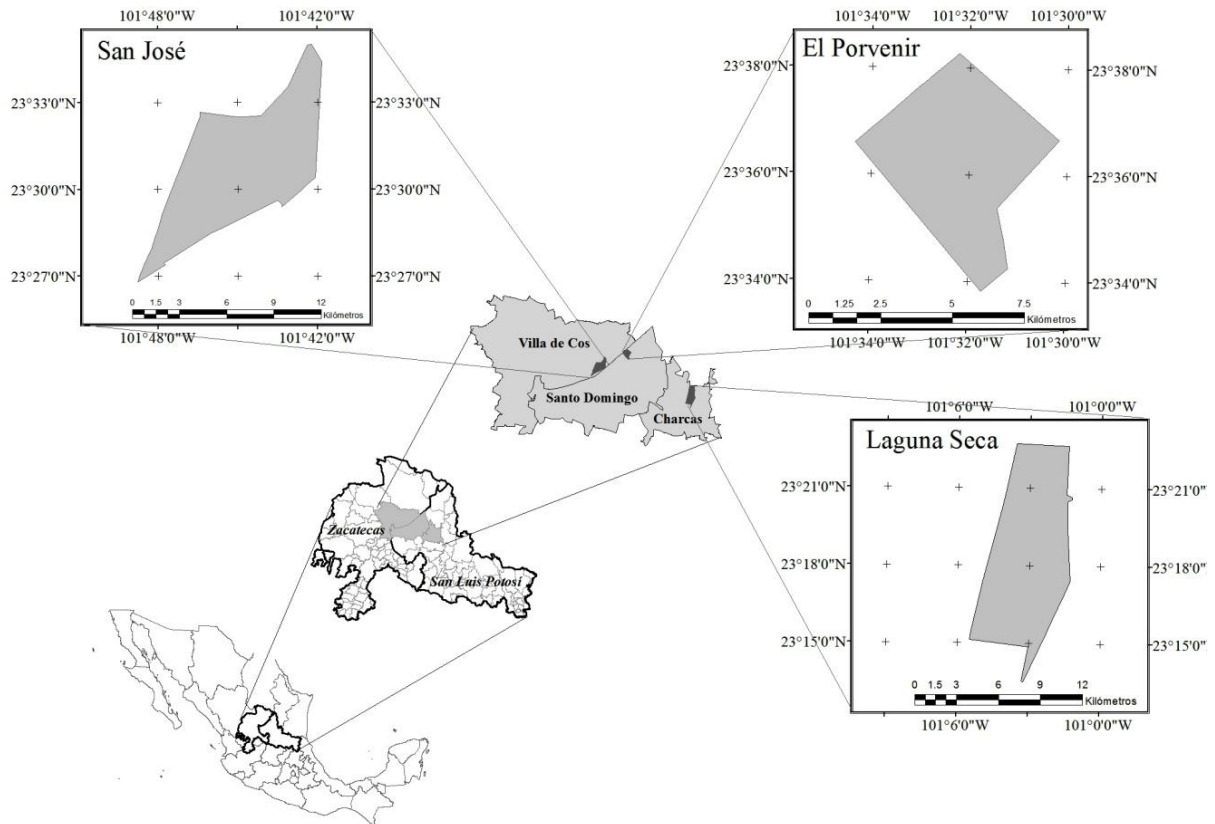 101°48'0"W 101°42'0"W
San José
23°33'0"N 23°33'0"N
23°30'0"N 23°30'0"N
23°27'0"N 23°27'0"N
0 1.5 3 6 9 12
Kilómetros
101°48'0"W 101°42'0"W
101°34'0"W 101°32'0"W 101°30'0"W
El Porvenir
23°38'0"N 23°38'0"N
23°36'0"N 23°36'0"N
23°34'0"N 23°34'0"N
0 1.25 2.5 5 7.5
Kilómetros
101°34'0"W 101°32'0"W 101°30'0"W
Villa de Cos
Santo Domingo
Charcas
101°6'0"W 101°0'0"W
Laguna Seca
23°21'0"N 23°21'0"N
23°18'0"N 23°18'0"N
23°15'0"N 23°15'0"N
0 1.5 3 6 9 12
Kilómetros
101°6'0"W 101°0'0"W
Zacatecas
San Luis Potosí